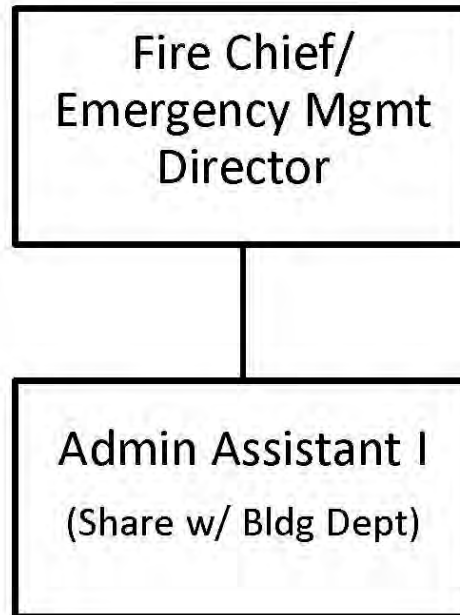 Fire Chief/
Emergency Mgmt
Director
Admin Assistant I
(Share w/ Bldg Dept)